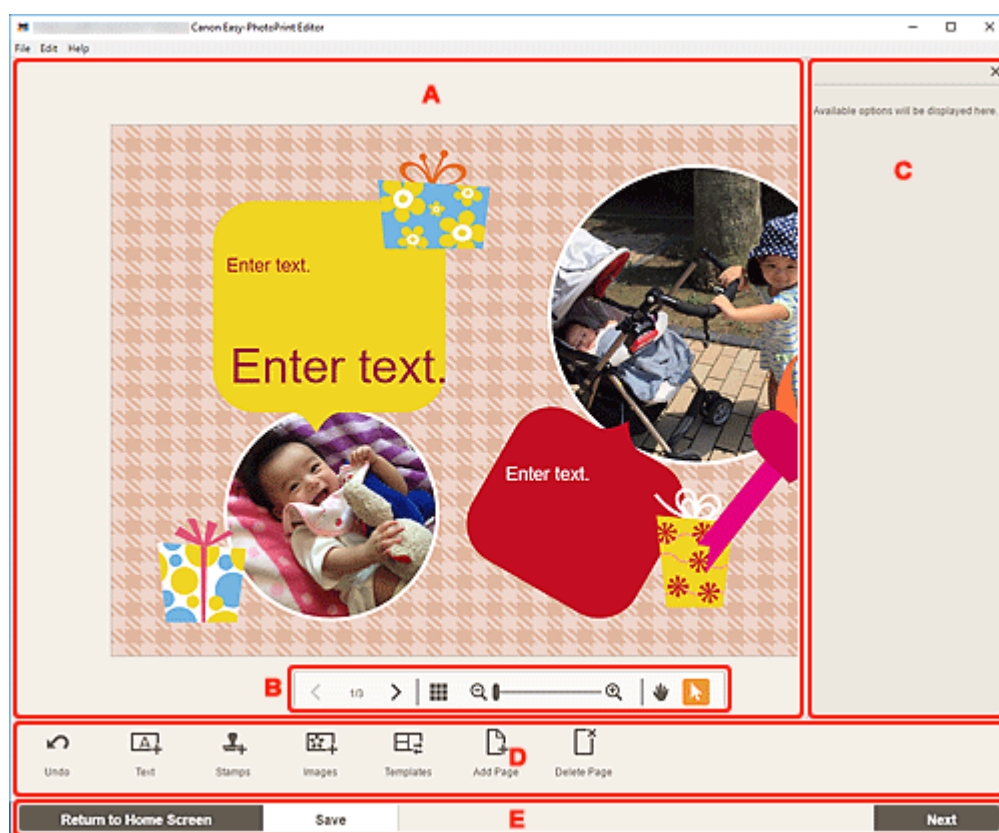 Canon Easy-PhotoPrint Editor
File Edit Help
A
Available options will be displayed here.
C
Enter text.
Enter text.
Enter text.
B
1/3
D
Undo
Text
Stamps
Images
Templates
Add Page
Delete Page
Return to Home Screen
Save
E
Next